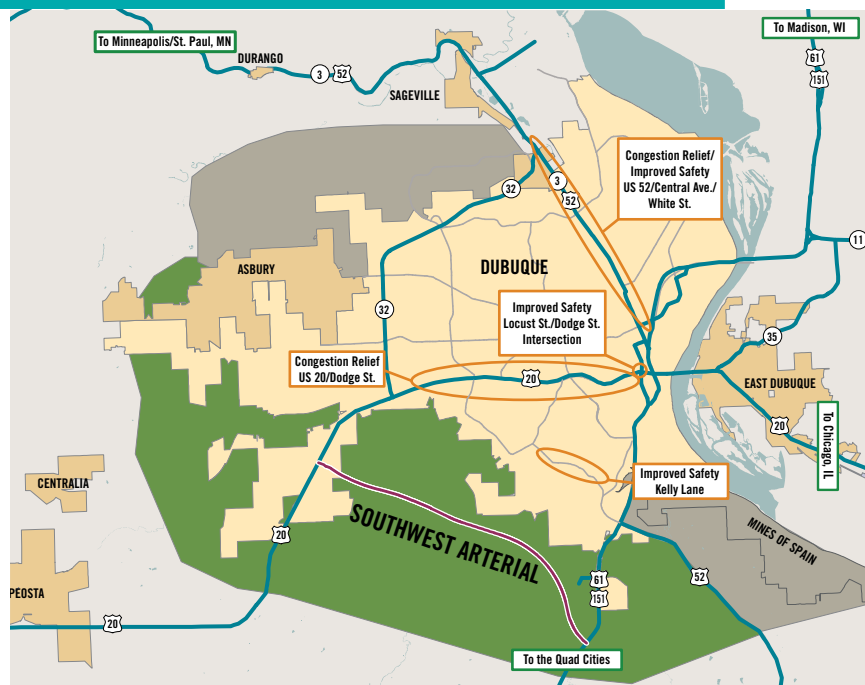 To Minneapolis/St. Paul, MN
To Madison, WI
DURANGO
3
52
61
151
SAGEVILLE
Congestion Relief/
Improved Safety
US 52/Central Ave./
White St.
32
3
52
11
ASBURY
DUBUQUE
32
Improved Safety
Locust St./Dodge St.
Intersection
35
Congestion Relief
US 20/Dodge St.
20
EAST DUBUQUE
20
To Chicago, IL
CENTRALIA
Improved Safety
Kelly Lane
SOUTHWEST ARTERIAL
20
MINES OF SPAIN
PEOSTA
61
151
52
20
To the Quad Cities